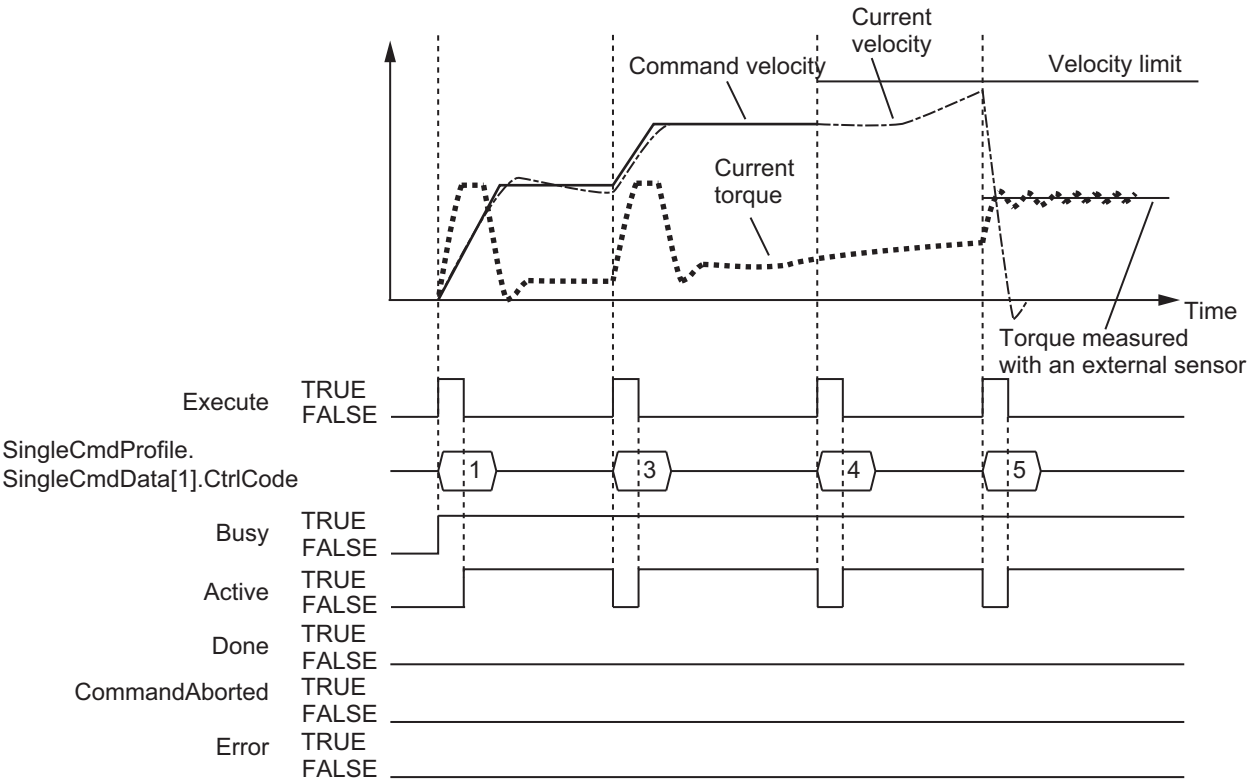 Current
velocity
Command velocity
Velocity limit
Current
torque
Time
Torque measured
with an external sensor
Execute
TRUE
FALSE
SingleCmdProfile.
SingleCmdData[1].CtrlCode
1
3
4
5
Busy
TRUE
FALSE
Active
TRUE
FALSE
Done
TRUE
FALSE
CommandAborted
TRUE
FALSE
Error
TRUE
FALSE